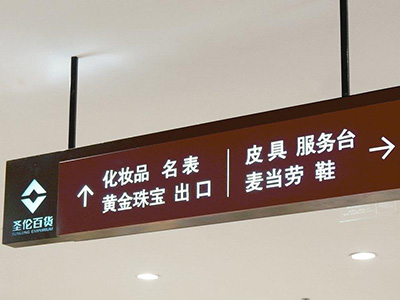 圣伦百货
化妆品 名表
黄金珠宝 出口
皮具 服务台
麦当劳 鞋